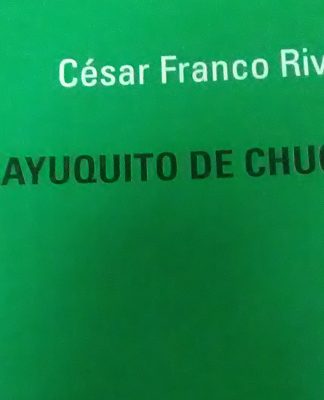 César Franco Riv
AYUQUITO DE CHUC